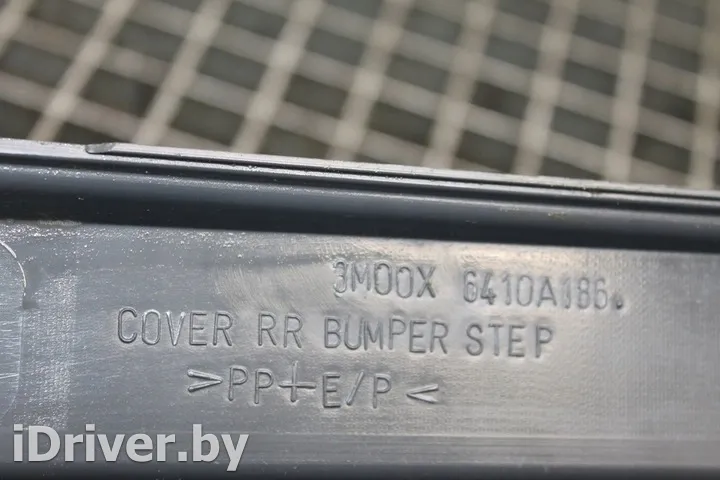 3M00X 6410A186.
COVER RR BUMPER STEP
>PP+E/P<
iDriver.by